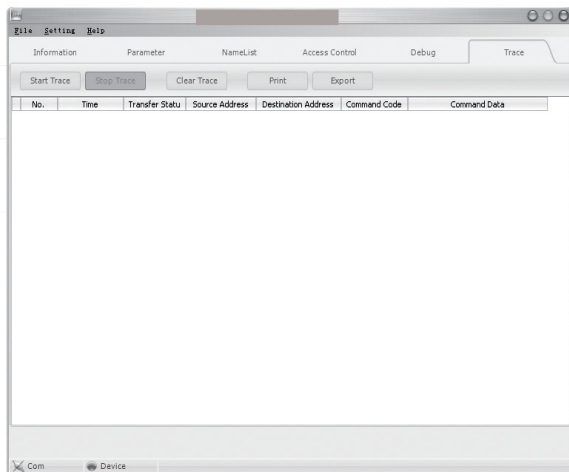 File Setting Help
Information Parameter NameList Access Control Debug Trace
Start Trace Stop Trace Clear Trace Print Export
No. Time Transfer Statu Source Address Destination Address Command Code Command Data
Com Device